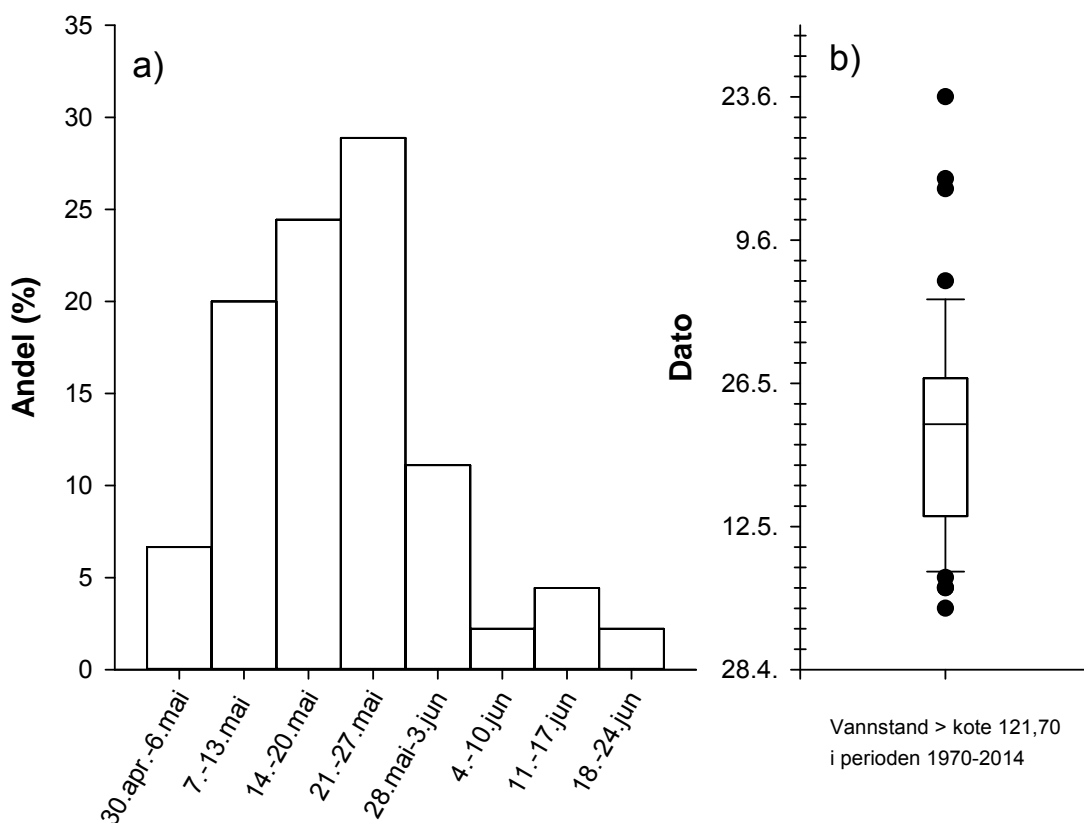 a)
35
30
25
20
15
10
5
0
Andel (%)
30.apr.-6.mai
7.-13.mai
14.-20.mai
21.-27.mai
28.mai-3.jun
4.-10.jun
11.-17.jun
18.-24.jun
b)
23.6.
9.6.
26.5.
12.5.
28.4.
Dato
Vannstand > kote 121,70
i perioden 1970-2014